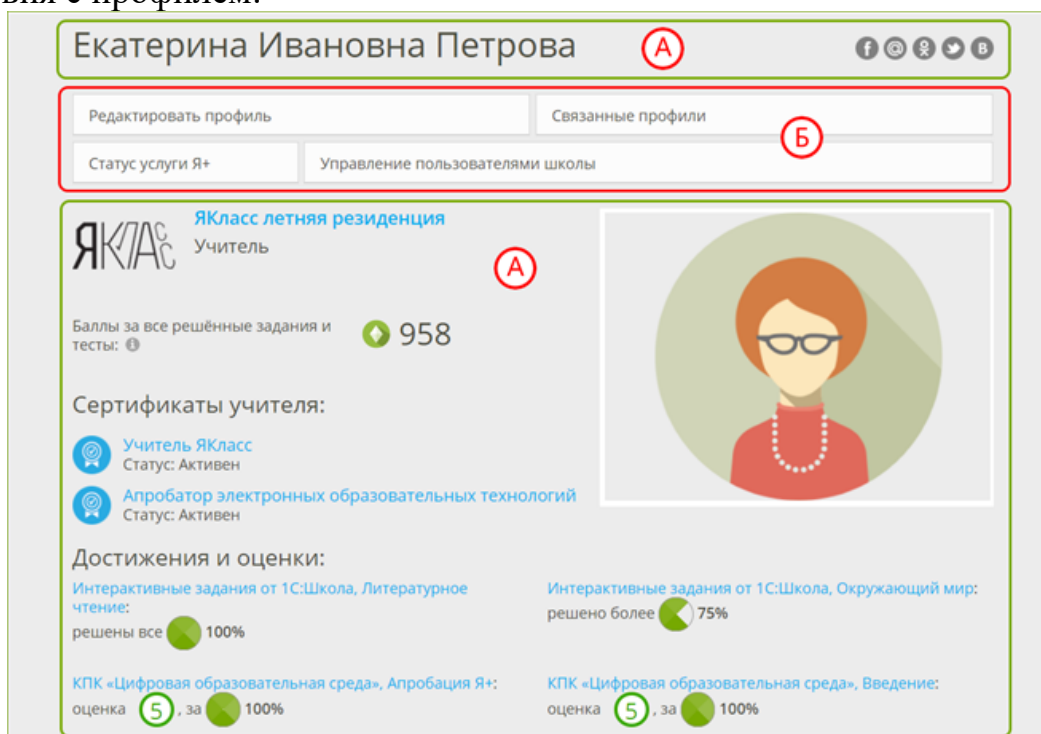 вия с профилем:
Екатерина Ивановна Петрова А
Редактировать профиль Связанные профили
Б
Статус услуги Я+ Управление пользователями школы
ЯКласс летняя резиденция
ЯКЛАСС Учитель
А
Баллы за все решённые задания и
тесты: 958
Сертификаты учителя:
Учитель ЯКласс
Статус: Активен
Апробатор электронных образовательных технологий
Статус: Активен
Достижения и оценки:
Интерактивные задания от 1С:Школа, Литературное
чтение:
решены все 100%
Интерактивные задания от 1С:Школа, Окружающий мир:
решено более 75%
КПК «Цифровая образовательная среда», Апробация Я+:
оценка 5 , за 100%
КПК «Цифровая образовательная среда», Введение:
оценка 5 , за 100%